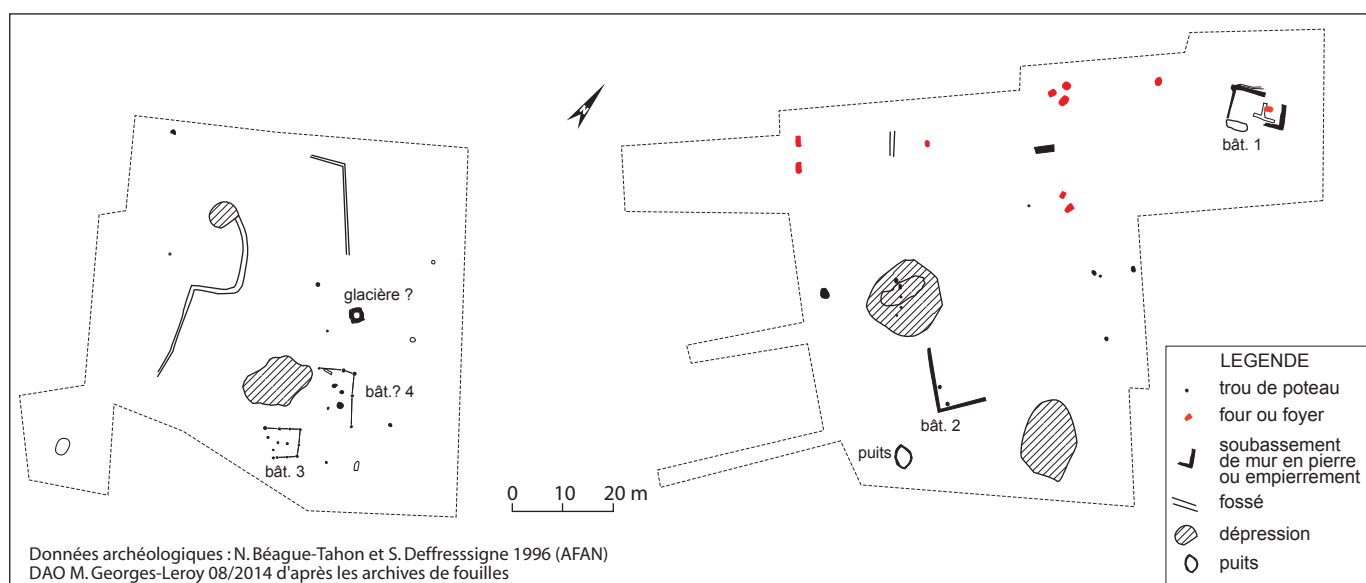 N
bât. 1
glacière ?
bât.? 4
bât. 3
bât. 2
puits
0 10 20 m
LEGENDE
trou de poteau
four ou foyer
soubassement
de mur en pierre
ou empierrement
fossé
dépression
puits
Données archéologiques : N. Béague-Tahon et S. Deffresssigne 1996 (AFAN)
DAO M. Georges-Leroy 08/2014 d'après les archives de fouilles